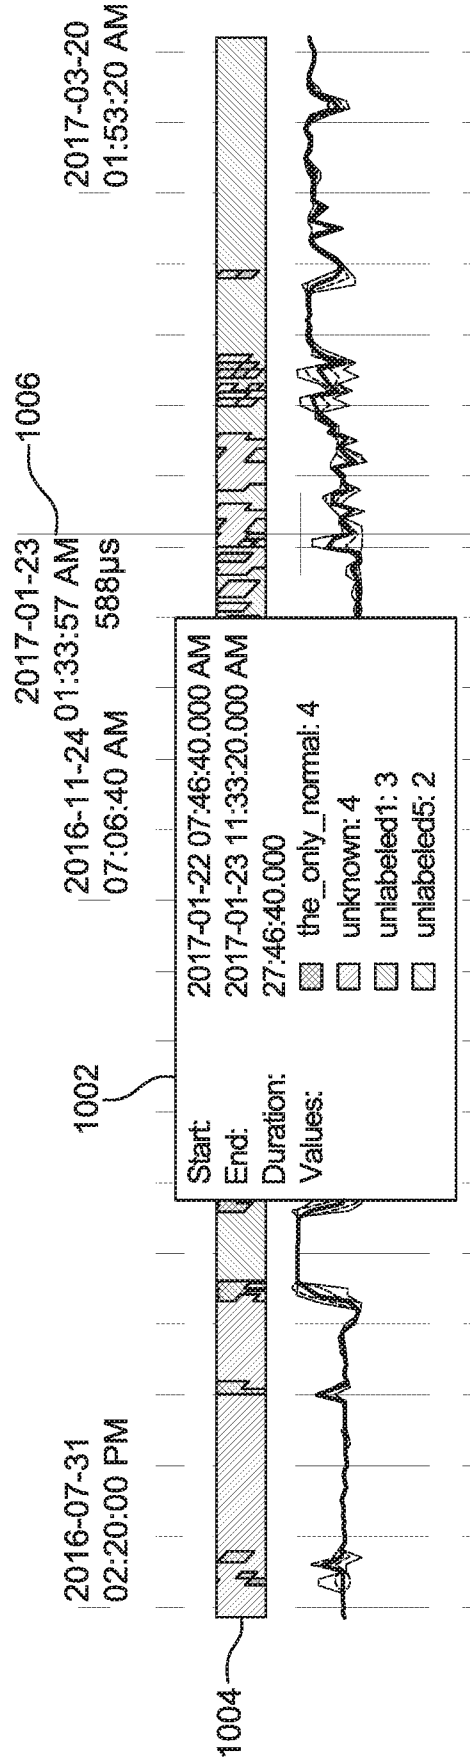 2017-01-23
01:33:57 AM
588µs
1006
2016-07-31
02:20:00 PM
2016-11-24
07:06:40 AM
2017-03-20
01:53:20 AM
1002
1004
Start: 2017-01-22 07:46:40.000 AM
End: 2017-01-23 11:33:20.000 AM
Duration: 27:46:40.000
Values: the_only_normal: 4
unknown: 4
unlabeled1: 3
unlabeled5: 2